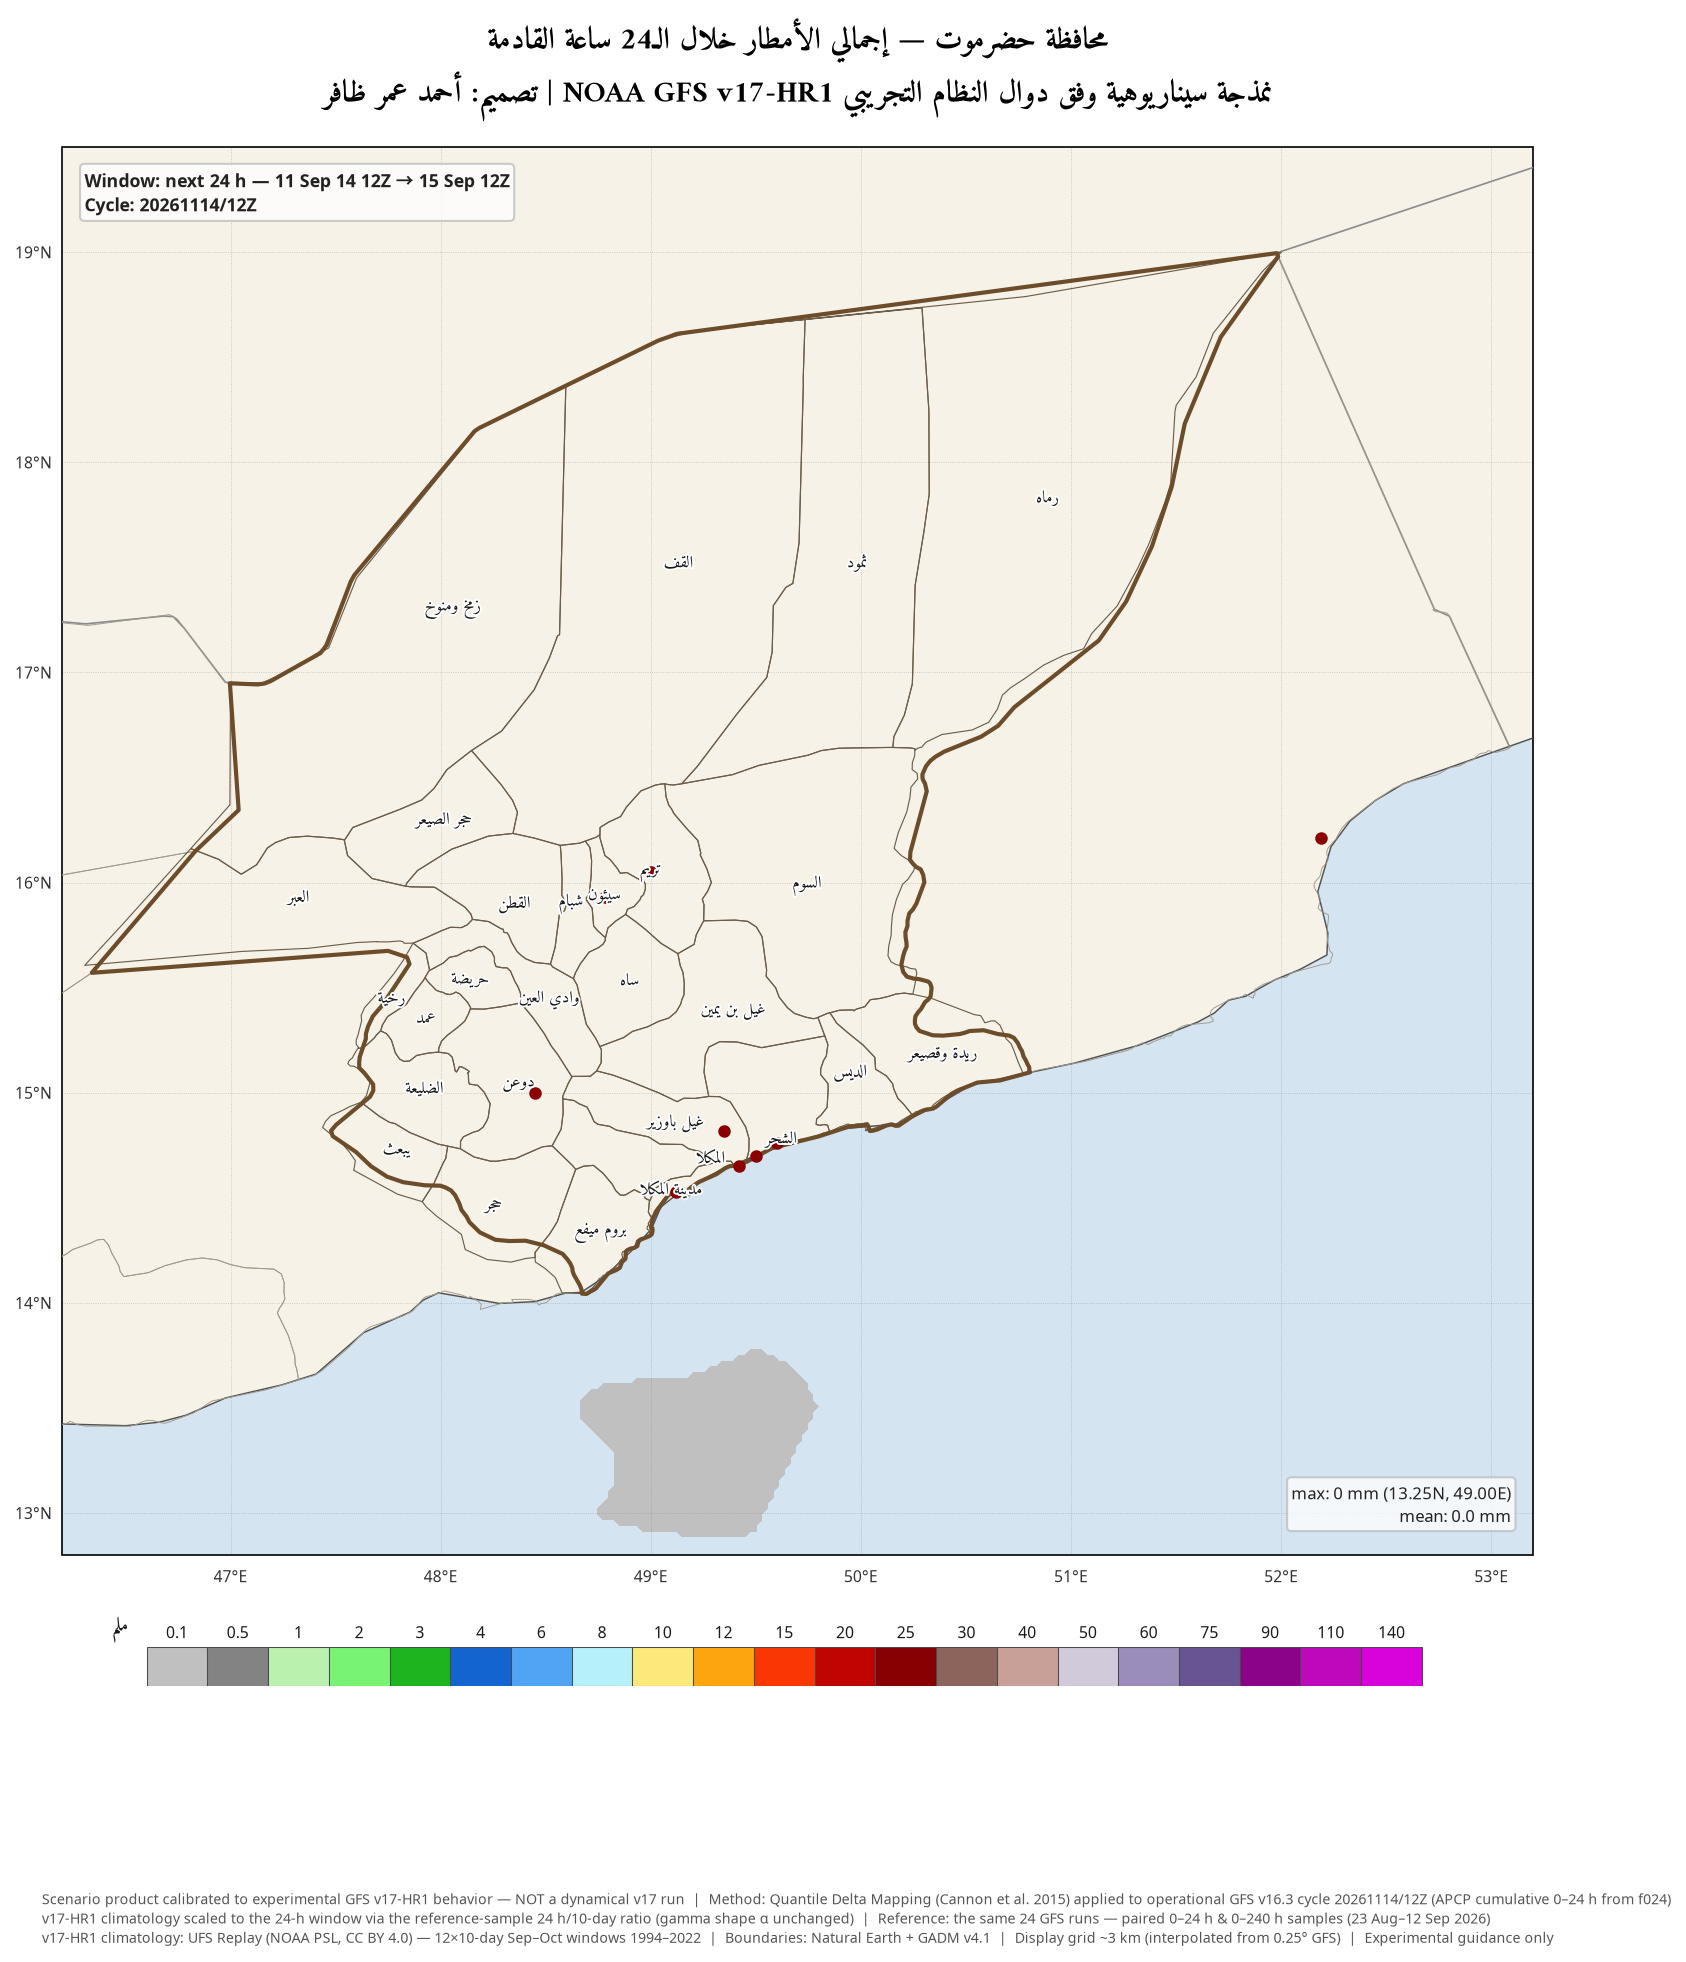 محافظة حضرموت — إجمالي الأمطار خلال الـ24 ساعة القادمة
نمذجة سيناريوهية وفق دوال النظام التجريبي NOAA GFS v17-HR1 | تصميم: أحمد عمر ظافر
Window: next 24 h — 11 Sep 14 12Z → 15 Sep 12Z
Cycle: 20261114/12Z
19°N
18°N
رماه
القف
ثمود
زمخ ومنوخ
17°N
حجر الصيعر
تريم
16°N
السوم
العبر
القطن
شبام
سيئون
حريضة
ساه
رخية
وادي العين
غيل بن يمين
عمد
ريدة وقصيعر
الديس
15°N
الضليعة
دوعن
غيل باوزير
الشحر
يبعث
المكلا
مدينة المكلا
حجر
بروم ميفع
14°N
13°N
max: 0 mm (13.25N, 49.00E)
mean: 0.0 mm
47°E 48°E 49°E 50°E 51°E 52°E 53°E
ملم
0.1 0.5 1 2 3 4 6 8 10 12 15 20 25 30 40 50 60 75 90 110 140
Scenario product calibrated to experimental GFS v17-HR1 behavior — NOT a dynamical v17 run | Method: Quantile Delta Mapping (Cannon et al. 2015) applied to operational GFS v16.3 cycle 20261114/12Z (APCP cumulative 0–24 h from f024)
v17-HR1 climatology scaled to the 24-h window via the reference-sample 24 h/10-day ratio (gamma shape α unchanged) | Reference: the same 24 GFS runs — paired 0–24 h & 0–240 h samples (23 Aug–12 Sep 2026)
v17-HR1 climatology: UFS Replay (NOAA PSL, CC BY 4.0) — 12×10-day Sep–Oct windows 1994–2022 | Boundaries: Natural Earth + GADM v4.1 | Display grid ~3 km (interpolated from 0.25° GFS) | Experimental guidance only